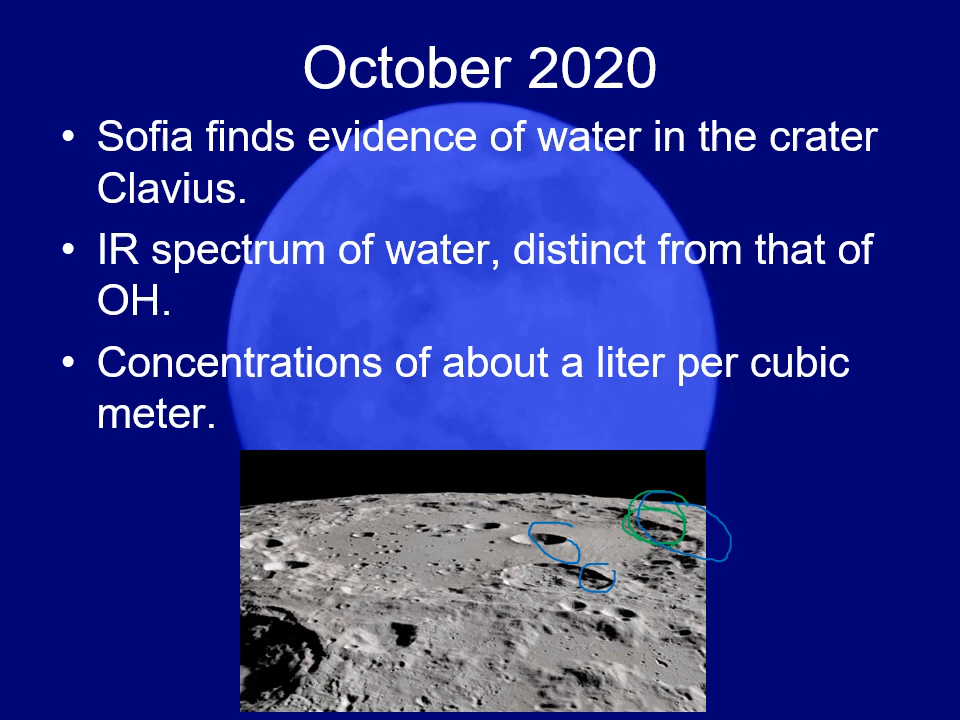 October 2020
• Sofia finds evidence of water in the crater
Clavius.
• IR spectrum of water, distinct from that of
OH.
• Concentrations of about a liter per cubic
meter.